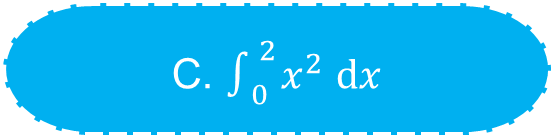 C. ∫₀² x² dx